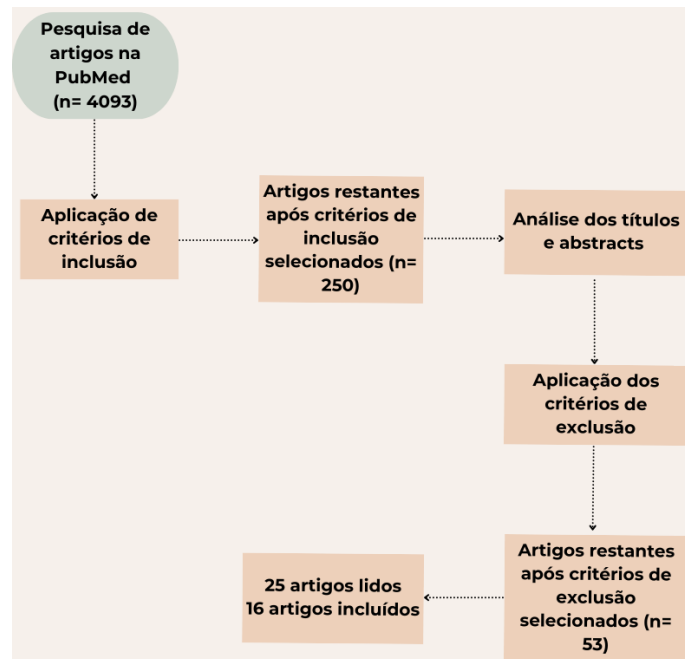 Pesquisa de
artigos na
PubMed
(n= 4093)
Aplicação de
critérios de
inclusão
Artigos restantes
após critérios de
inclusão
selecionados (n=
250)
Análise dos títulos
e abstracts
Aplicação dos
critérios de
exclusão
Artigos restantes
após critérios de
exclusão
selecionados (n=
53)
25 artigos lidos
16 artigos incluídos